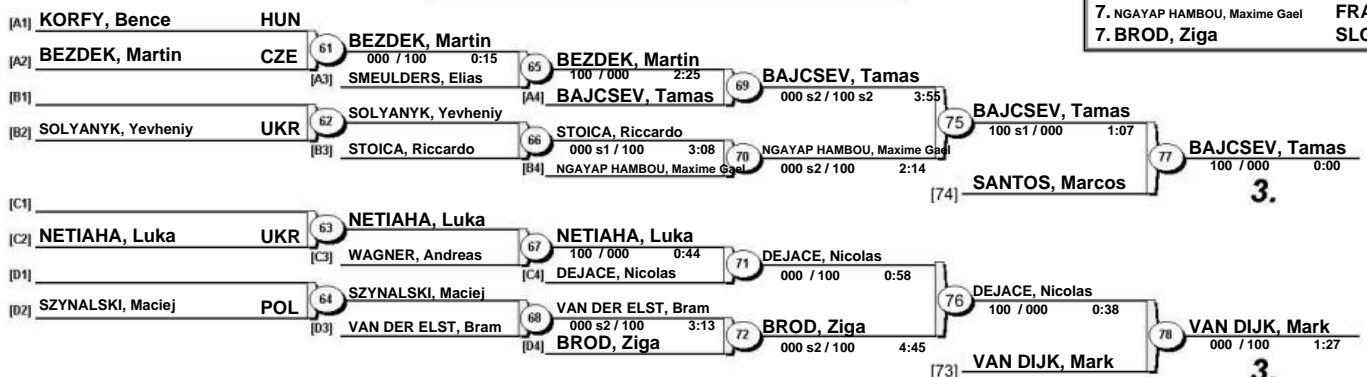 7. NGAYAP HAMBOU, Maxime Gael FRA
7. BROD, Ziga SLO
[A1] KORFY, Bence HUN
[A2] BEZDEK, Martin CZE
61
BEZDEK, Martin
000 / 100 0:15
[A3] SMEULDERS, Elias
65
BEZDEK, Martin
100 / 000 2:25
[A4] BAJCSEV, Tamas
69
BAJCSEV, Tamas
000 s2 / 100 s2 3:55
[B1]
[B2] SOLYANYK, Yevheniy UKR
62
SOLYANYK, Yevheniy
[B3] STOICA, Riccardo
66
STOICA, Riccardo
000 s1 / 100 3:08
[B4] NGAYAP HAMBOU, Maxime Gael
70
NGAYAP HAMBOU, Maxime Gael
000 s2 / 100 2:14
75
BAJCSEV, Tamas
100 s1 / 000 1:07
[74] SANTOS, Marcos
77
BAJCSEV, Tamas
100 / 000 0:00
3.
[C1]
[C2] NETIAHA, Luka UKR
63
NETIAHA, Luka
[C3] WAGNER, Andreas
67
NETIAHA, Luka
100 / 000 0:44
[C4] DEJACE, Nicolas
71
DEJACE, Nicolas
000 / 100 0:58
[D1]
[D2] SZYNALSKI, Maciej POL
64
SZYNALSKI, Maciej
[D3] VAN DER ELST, Bram
68
VAN DER ELST, Bram
000 s2 / 100 3:13
[D4] BROD, Ziga
72
BROD, Ziga
000 s2 / 100 4:45
76
DEJACE, Nicolas
100 / 000 0:38
[73] VAN DIJK, Mark
78
VAN DIJK, Mark
000 / 100 1:27
3.